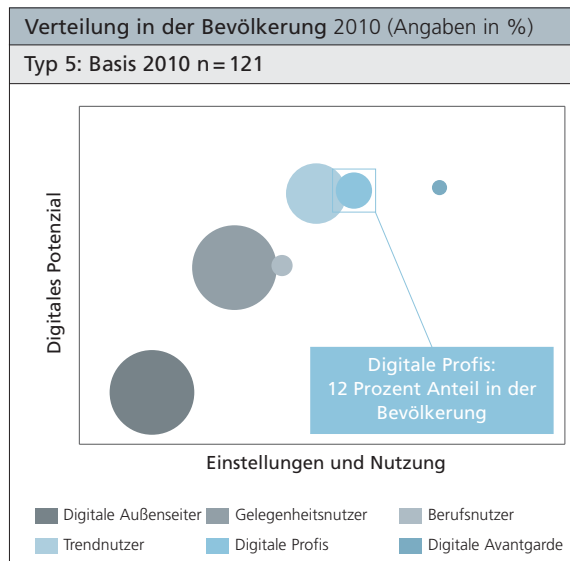 Verteilung in der Bevölkerung 2010 (Angaben in %)
Typ 5: Basis 2010 n = 121
Digitales Potenzial
Digitale Profis:
12 Prozent Anteil in der
Bevölkerung
Einstellungen und Nutzung
Digitale Außenseiter
Gelegenheitsnutzer
Berufsnutzer
Trendnutzer
Digitale Profis
Digitale Avantgarde